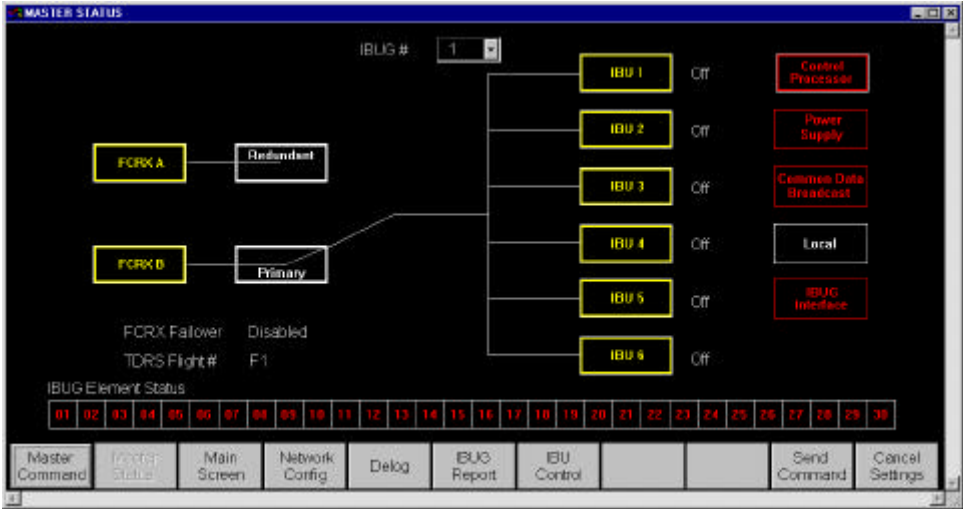 MASTER STATUS
IBUG # 1
IBU 1 Off
Control
Processor
IBU 2 Off
Power
Supply
FCRX A
Redundant
IBU 3 Off
Common Data
Broadcast
IBU 4 Off
Local
FCRX B
Primary
IBU 5 Off
IBUG
Interface
FCRX Failover Disabled
TDRS Flight # F1
IBU 6 Off
IBUG Element Status
01 02 03 04 05 06 07 08 09 10 11 12 13 14 15 16 17 18 19 20 21 22 23 24 25 26 27 28 29 30
Master
Command
Master
Status
Main
Screen
Network
Config
Delog
IBUG
Report
IBU
Control
Send
Command
Cancel
Settings